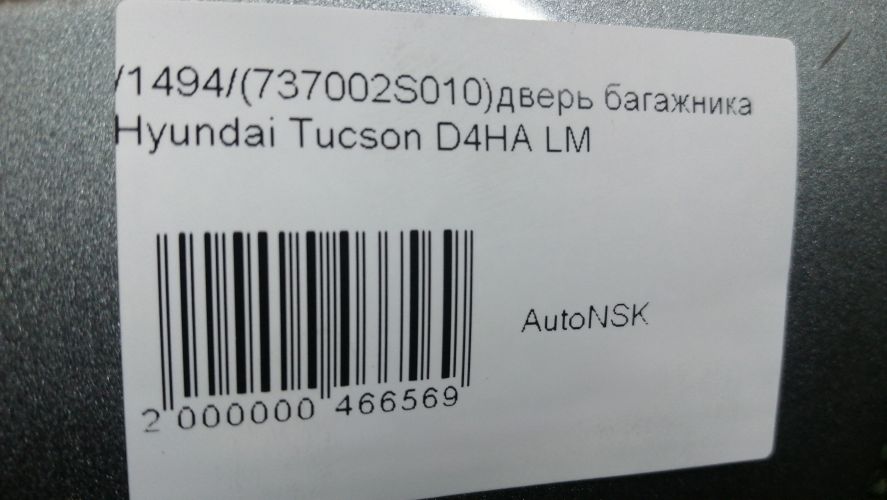 /1494/(737002S010)дверь багажника
Hyundai Tucson D4HA LM
AutoNSK
2 000000 466569